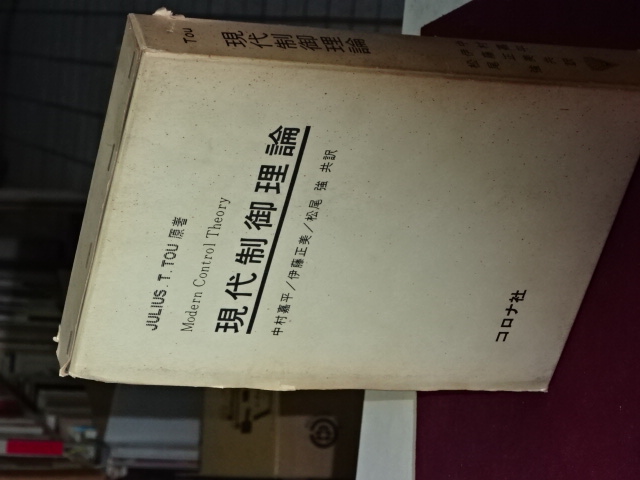 JULIUS. T. TOU 原著
Modern Control Theory
現代制御理論
中村嘉平/伊藤正美/松尾 強 共訳
コロナ社
Tou
現代制御理論